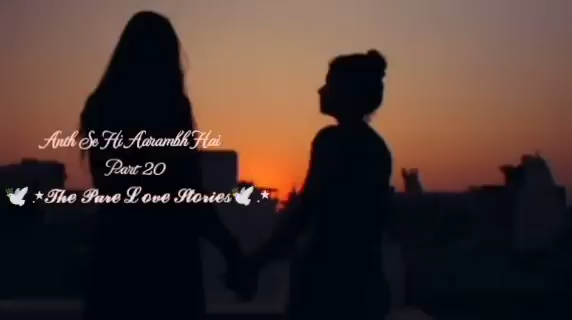 Anth Se Hi Aarambh Hai
Part 20
🕊️.⋆The Pure Love Stories🕊️.⋆